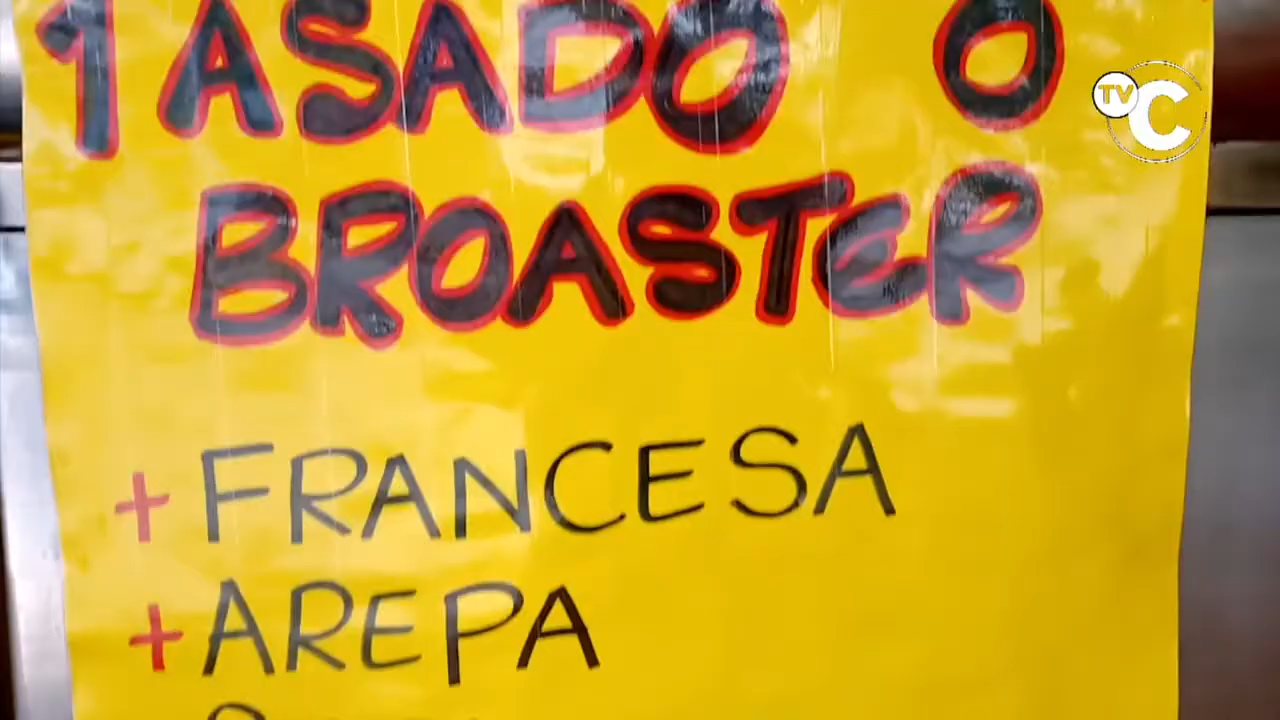 1 ASADO O
BROASTER
+ FRANCESA
+ AREPA
TV C